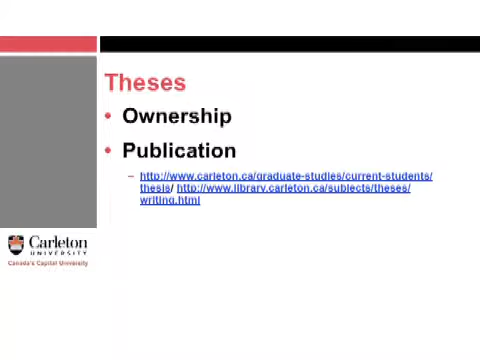 Theses
• Ownership
• Publication
– http://www.carleton.ca/graduate-studies/current-students/
thesis/ http://www.library.carleton.ca/subjects/theses/
writing.html
Carleton
UNIVERSITY
Canada's Capital University